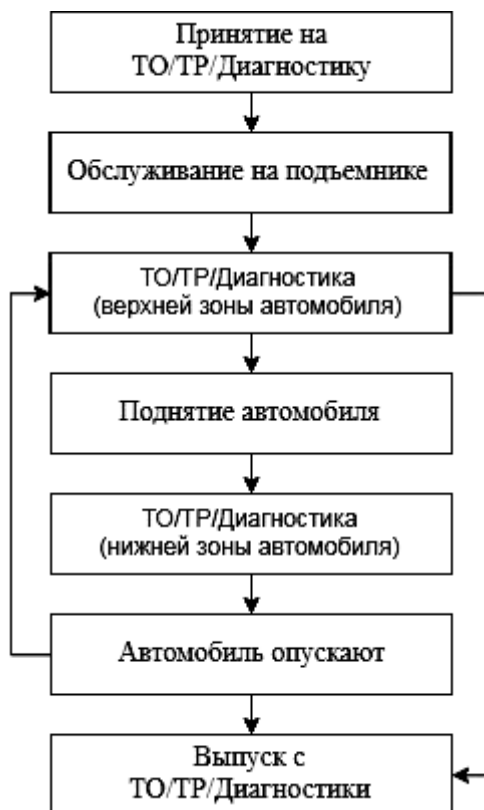 Принятие на
ТО/ТР/Диагностику
Обслуживание на подъемнике
ТО/ТР/Диагностика
(верхней зоны автомобиля)
Поднятие автомобиля
ТО/ТР/Диагностика
(нижней зоны автомобиля)
Автомобиль опускают
Выпуск с
ТО/ТР/Диагностики